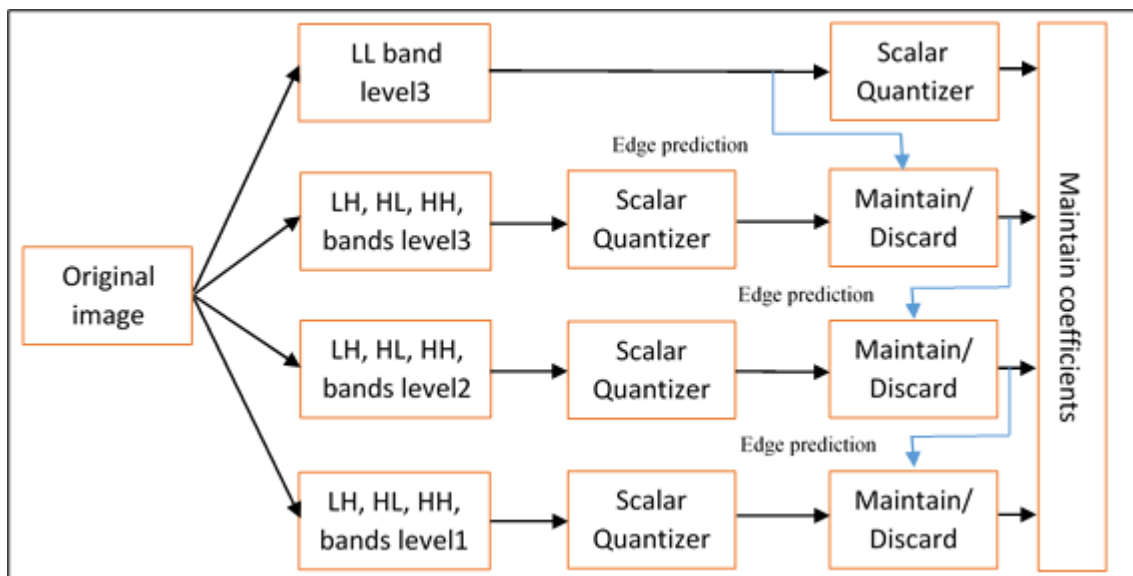 LL band
level3
Scalar
Quantizer
Edge prediction
LH, HL, HH,
bands level3
Scalar
Quantizer
Maintain/
Discard
Original
image
Edge prediction
LH, HL, HH,
bands level2
Scalar
Quantizer
Maintain/
Discard
Edge prediction
LH, HL, HH,
bands level1
Scalar
Quantizer
Maintain/
Discard
Maintain coefficients